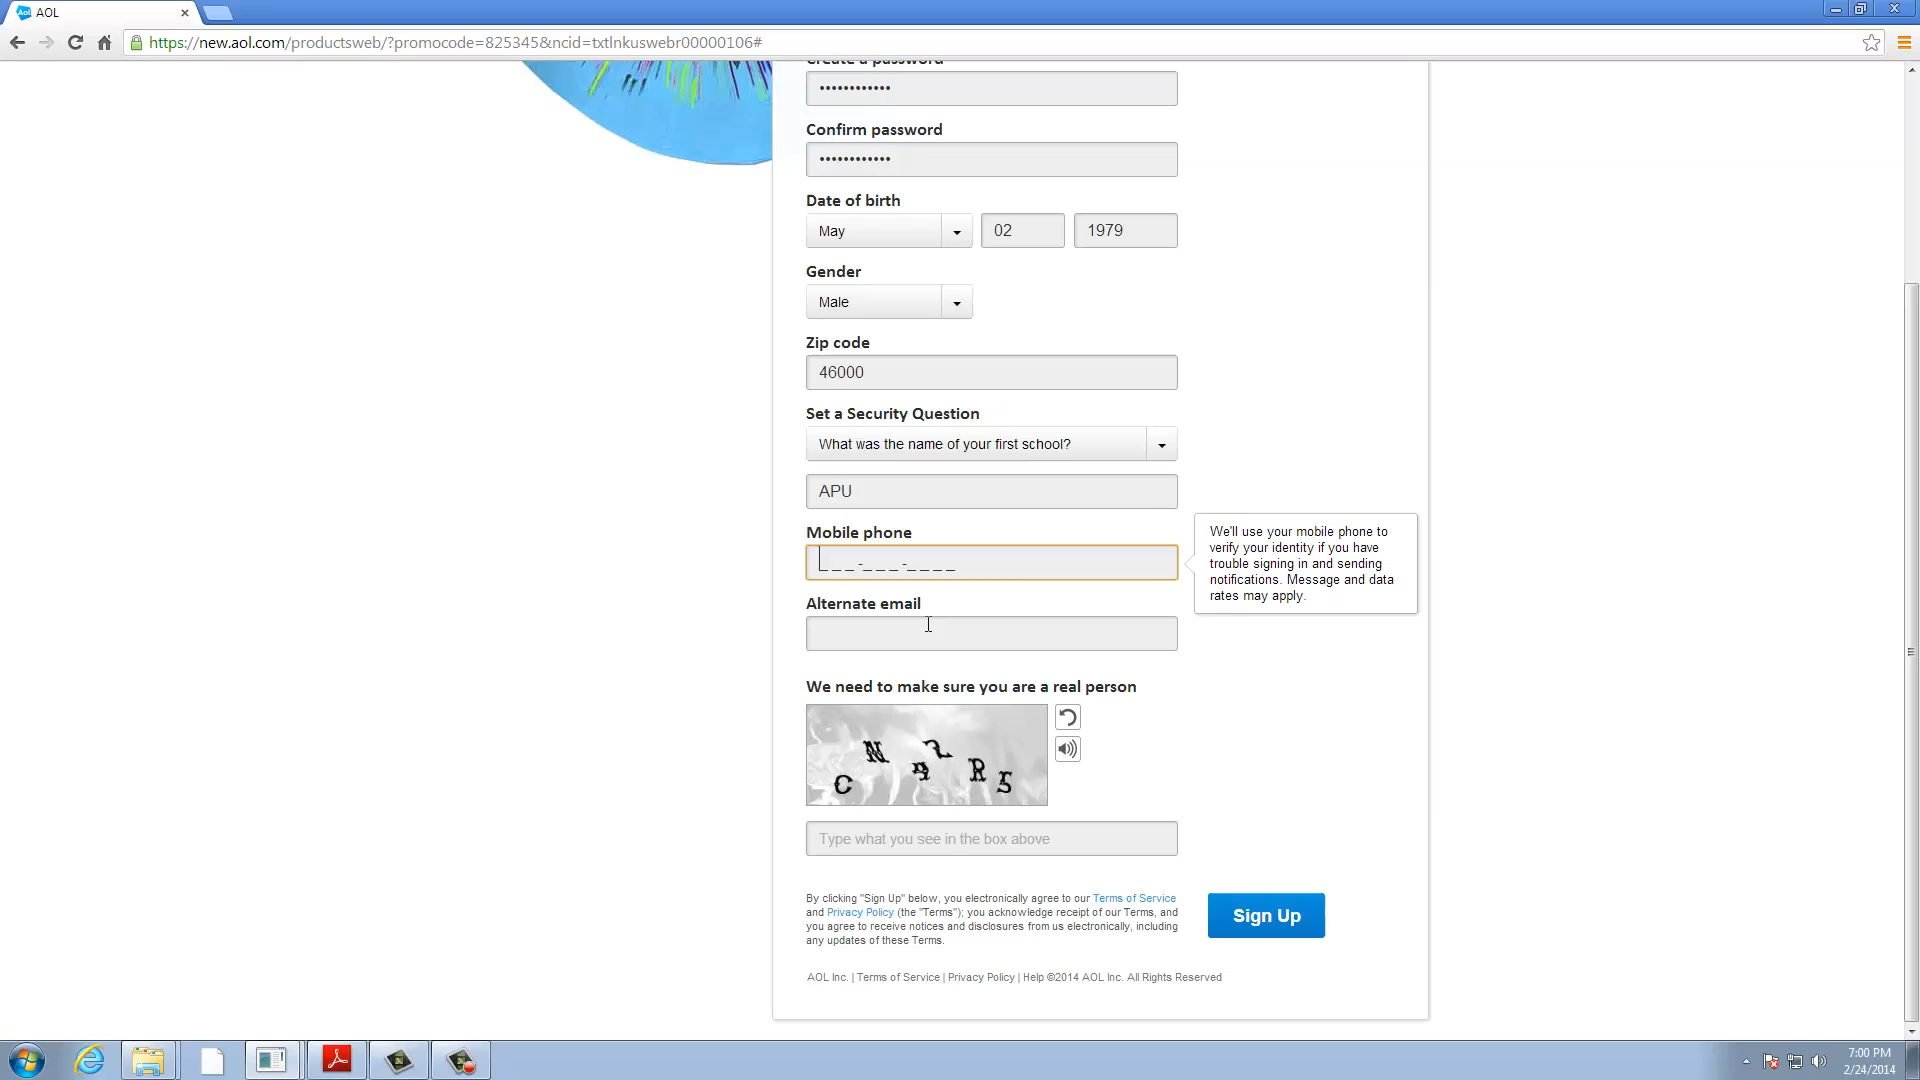 AOL
https://new.aol.com/productsweb/?promocode=825345&ncid=txtlnkuswebr00000106#
Create a password
••••••••••••
Confirm password
••••••••••••
Date of birth
May 02 1979
Gender
Male
Zip code
46000
Set a Security Question
What was the name of your first school?
APU
Mobile phone
_ _ _ -_ _ _ -_ _ _ _
We'll use your mobile phone to
verify your identity if you have
trouble signing in and sending
notifications. Message and data
rates may apply.
Alternate email
We need to make sure you are a real person
Type what you see in the box above
By clicking "Sign Up" below, you electronically agree to our Terms of Service
and Privacy Policy (the "Terms"); you acknowledge receipt of our Terms, and
you agree to receive notices and disclosures from us electronically, including
any updates of these Terms.
Sign Up
AOL Inc. | Terms of Service | Privacy Policy | Help ©2014 AOL Inc. All Rights Reserved
7:00 PM
2/24/2014